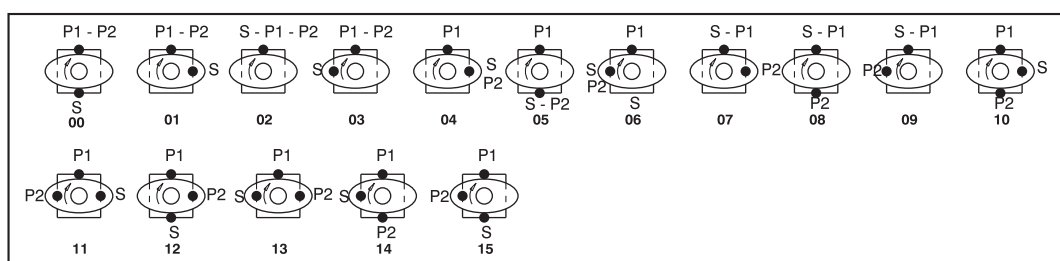 P1 - P2 P1 - P2 S - P1 - P2 P1 - P2 P1 P1 P1 S - P1 S - P1 S - P1 P1
S S S P2 S P2 P2 P2 P2 S
S S - P2 S P2 P2
00 01 02 03 04 05 06 07 08 09 10
P1 P1 P1 P1 P1
P2 S P2 S P2 S P2
S P2 S
11 12 13 14 15